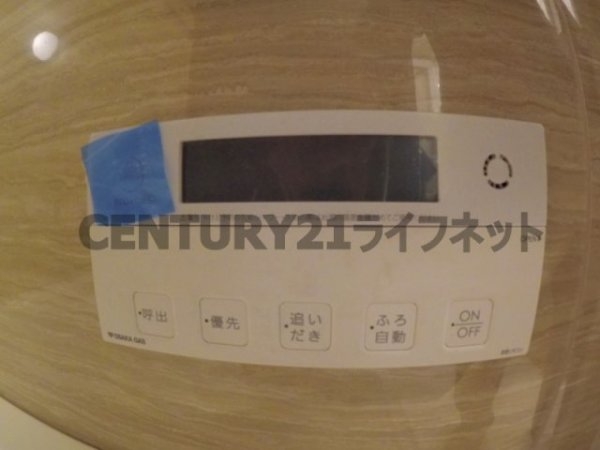 CENTURY21ライフネット
呼出
優先
追い
だき
ふろ
自動
ON
OFF
OSAKA GAS